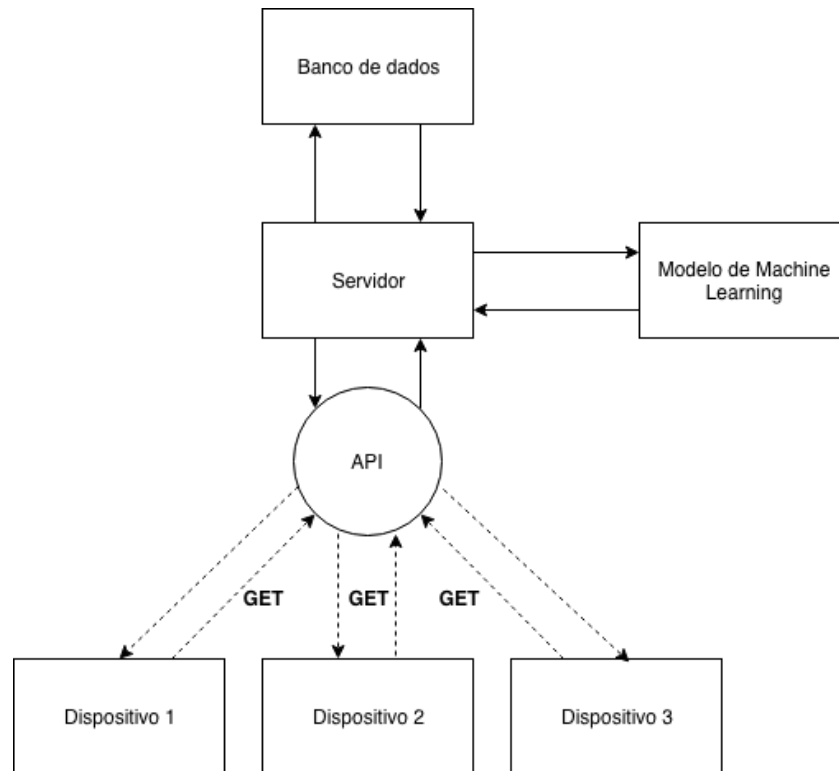 Banco de dados
Servidor
Modelo de Machine
Learning
API
GET
GET
GET
Dispositivo 1
Dispositivo 2
Dispositivo 3